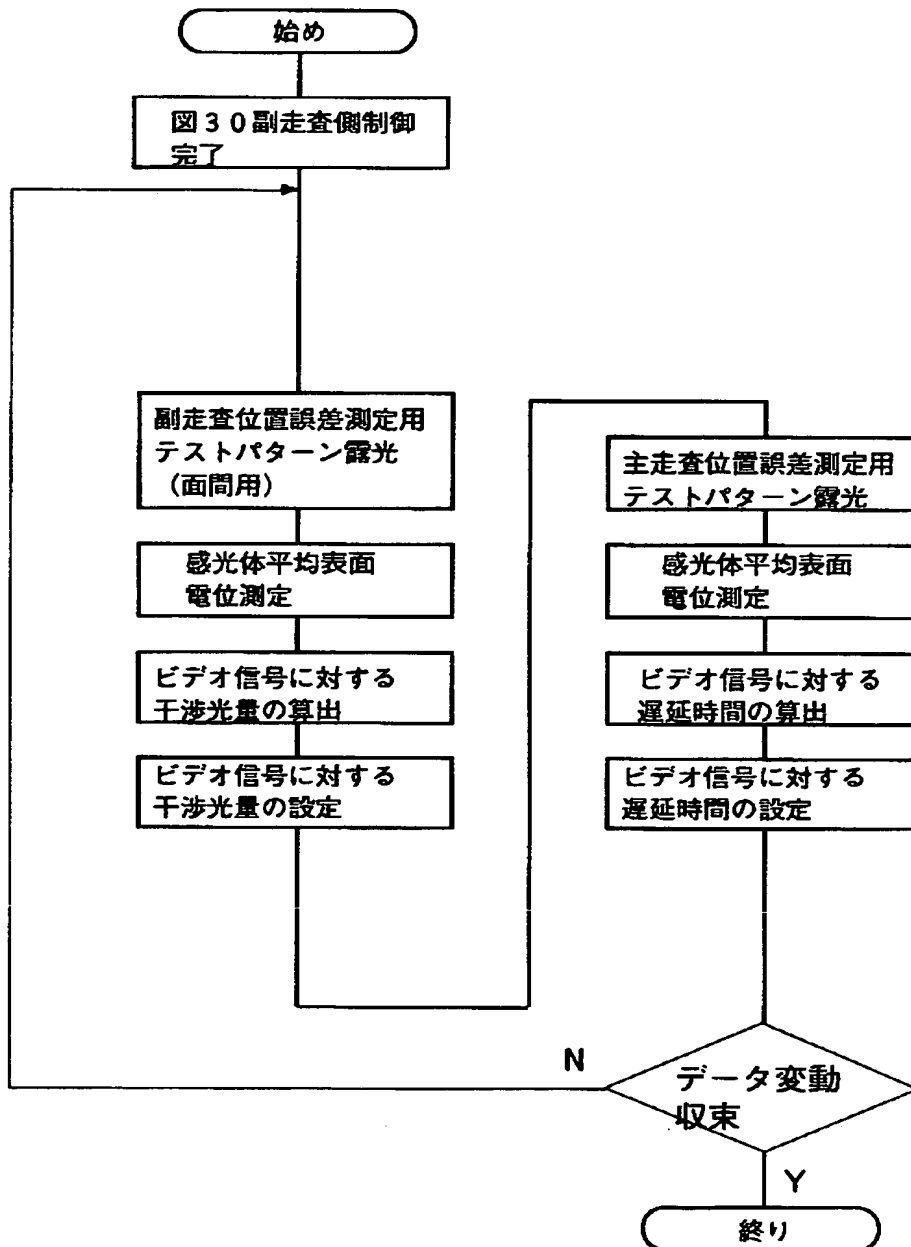 始め
図30副走査側制御
完了
副走査位置誤差測定用
テストパターン露光
（面間用）
感光体平均表面
電位測定
ビデオ信号に対する
干渉光量の算出
ビデオ信号に対する
干渉光量の設定
主走査位置誤差測定用
テストパターン露光
感光体平均表面
電位測定
ビデオ信号に対する
遅延時間の算出
ビデオ信号に対する
遅延時間の設定
N
データ変動
収束
Y
終り